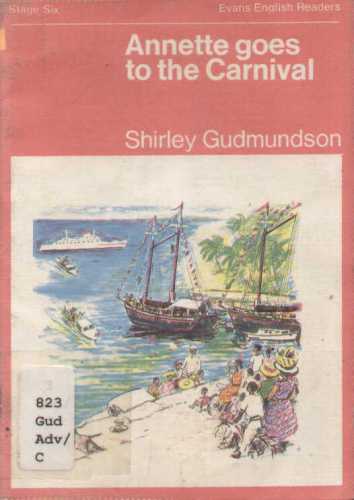 Stage Six
Evans English Readers
Annette goes
to the Carnival
Shirley Gudmundson
823
Gud
Adv/
C